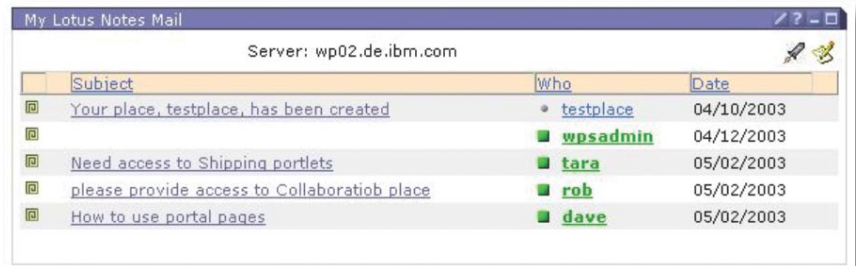 My Lotus Notes Mail
Server: wp02.de.ibm.com
Subject Who Date
Your place, testplace, has been created testplace 04/10/2003
wpsadmin 04/12/2003
Need access to Shipping portlets tara 05/02/2003
please provide access to Collaboratiob place rob 05/02/2003
How to use portal pages dave 05/02/2003